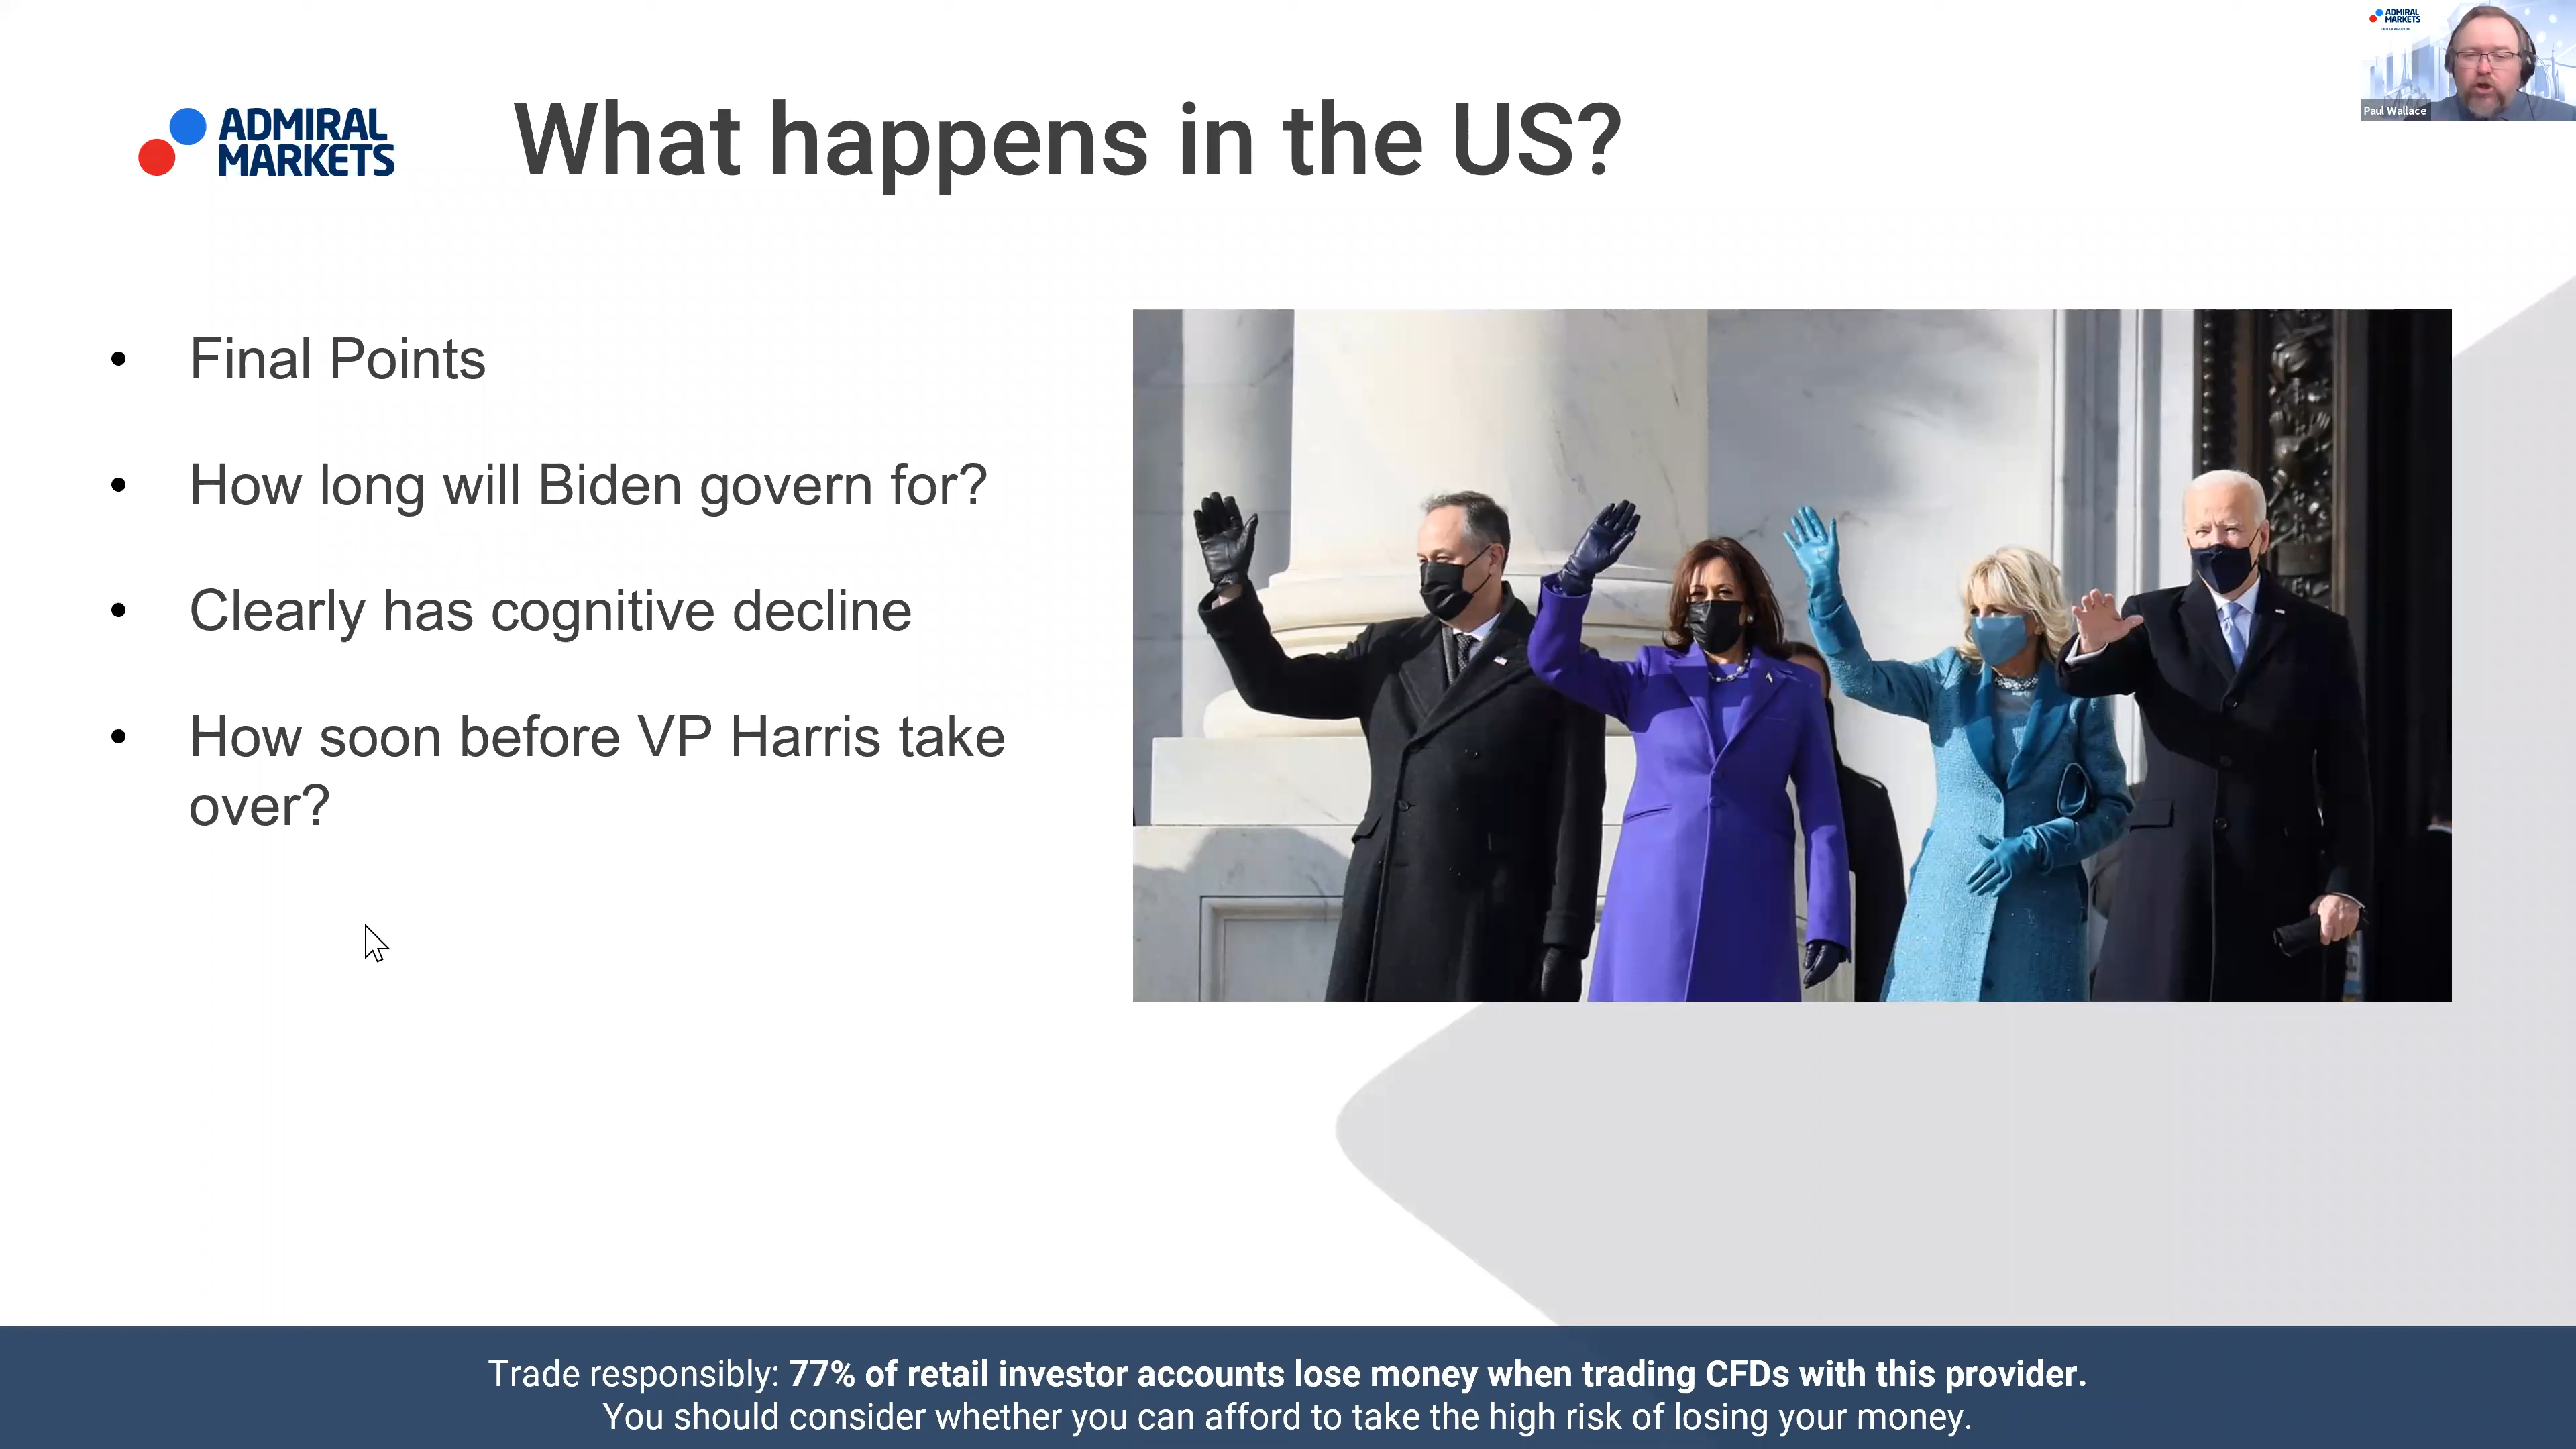 ADMIRAL
MARKETS
What happens in the US?
ADMIRAL
MARKETS
UNITED KINGDOM
Paul Wallace
• Final Points
• How long will Biden govern for?
• Clearly has cognitive decline
• How soon before VP Harris take
over?
Trade responsibly: 77% of retail investor accounts lose money when trading CFDs with this provider.
You should consider whether you can afford to take the high risk of losing your money.